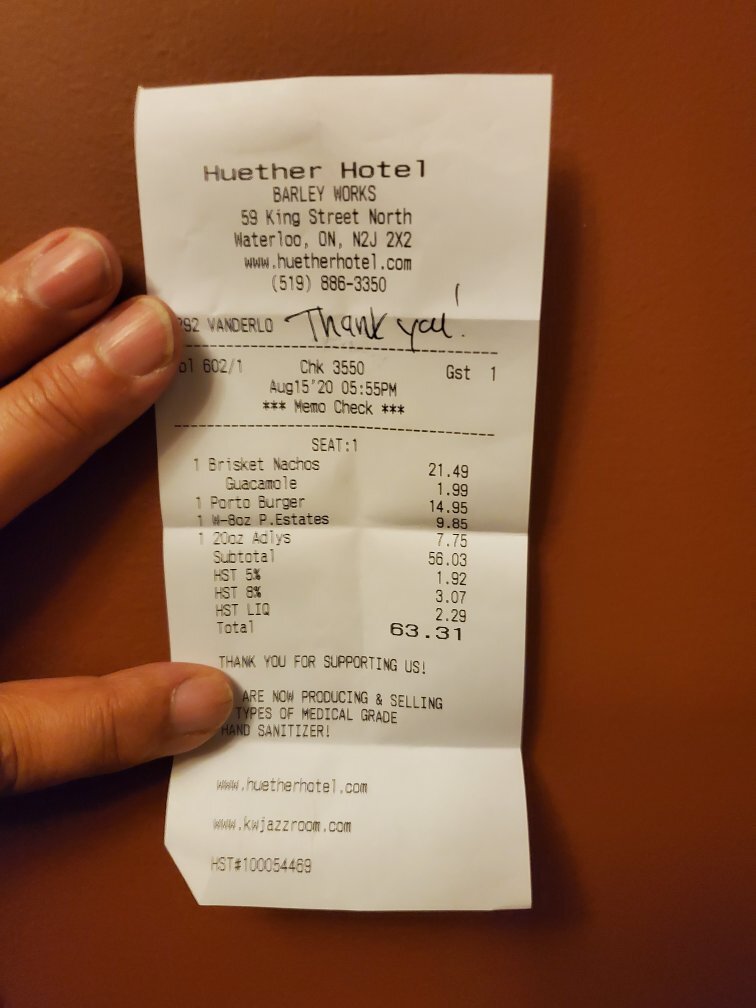 Huether Hotel
BARLEY WORKS
59 King Street North
Waterloo, ON, N2J 2X2
www.huetherhotel.com
(519) 886-3350
292 VANDERLO Thank you!
602/1 Chk 3550 Gst 1
Aug15'20 05:55PM
*** Memo Check ***
SEAT:1
1 Brisket Nachos 21.49
Guacamole 1.99
1 Porto Burger 14.95
1 W-8oz P.Estates 9.85
1 20oz Adlys 7.75
Subtotal 56.03
HST 5% 1.92
HST 8% 3.07
HST LIQ 2.29
Total 63.31
THANK YOU FOR SUPPORTING US!
ARE NOW PRODUCING & SELLING
TYPES OF MEDICAL GRADE
HAND SANITIZER!
www.huetherhotel.com
www.kwjazzroom.com
HST#100054469